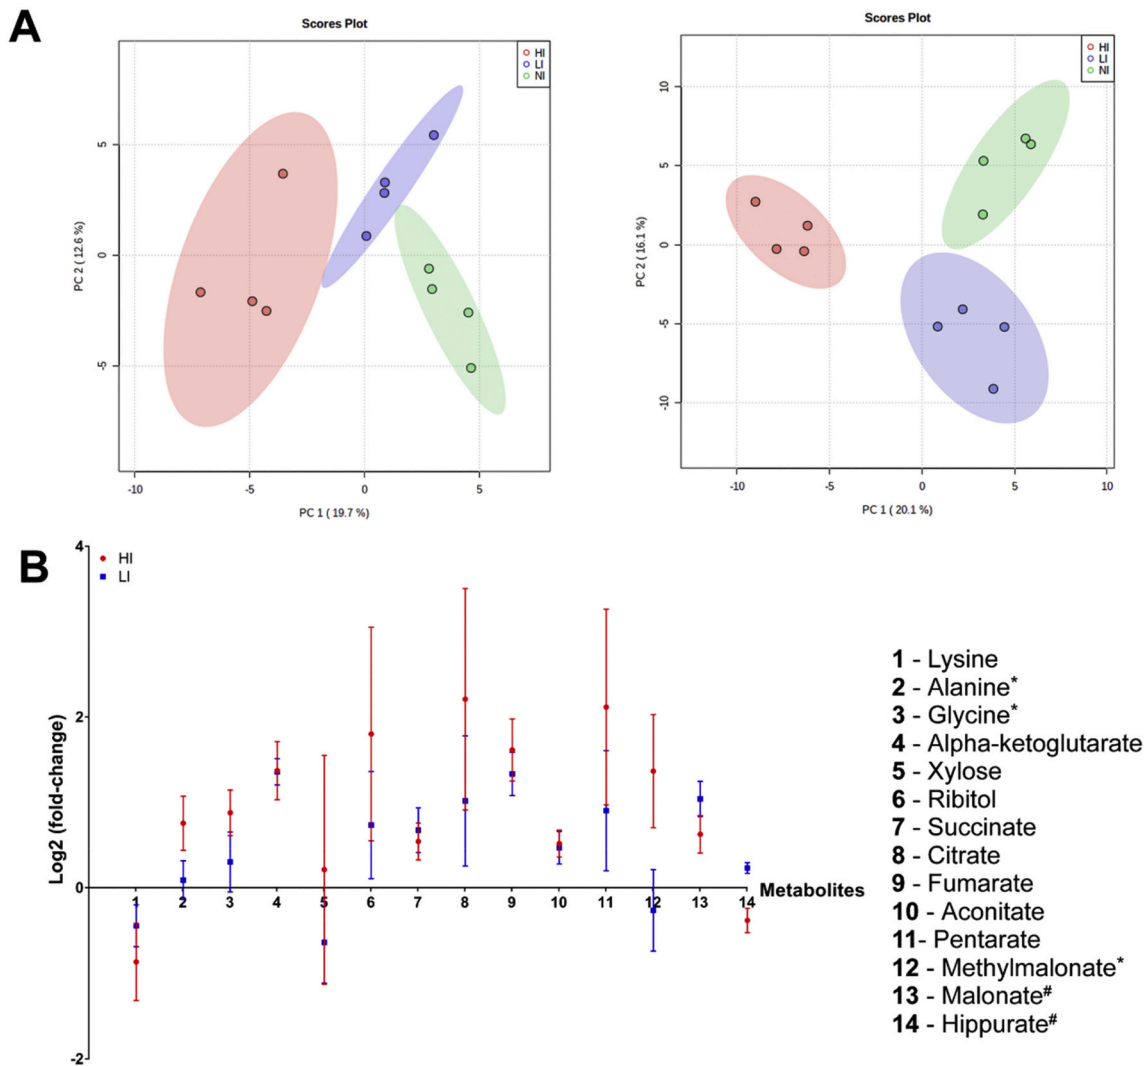 A
Scores Plot
HI
LI
NI
5
0
-5
PC 2 ( 12.6 %)
-10
-5
0
5
PC 1 ( 19.7 %)
Scores Plot
HI
LI
NI
10
5
0
-5
-10
PC 2 ( 16.1 %)
-10
-5
0
5
10
PC 1 ( 20.1 %)
B
HI
LI
4
2
0
-2
Log2 (fold-change)
1 2 3 4 5 6 7 8 9 10 11 12 13 14
Metabolites
1 - Lysine
2 - Alanine*
3 - Glycine*
4 - Alpha-ketoglutarate
5 - Xylose
6 - Ribitol
7 - Succinate
8 - Citrate
9 - Fumarate
10 - Aconitate
11- Pentarate
12 - Methylmalonate*
13 - Malonate#
14 - Hippurate#